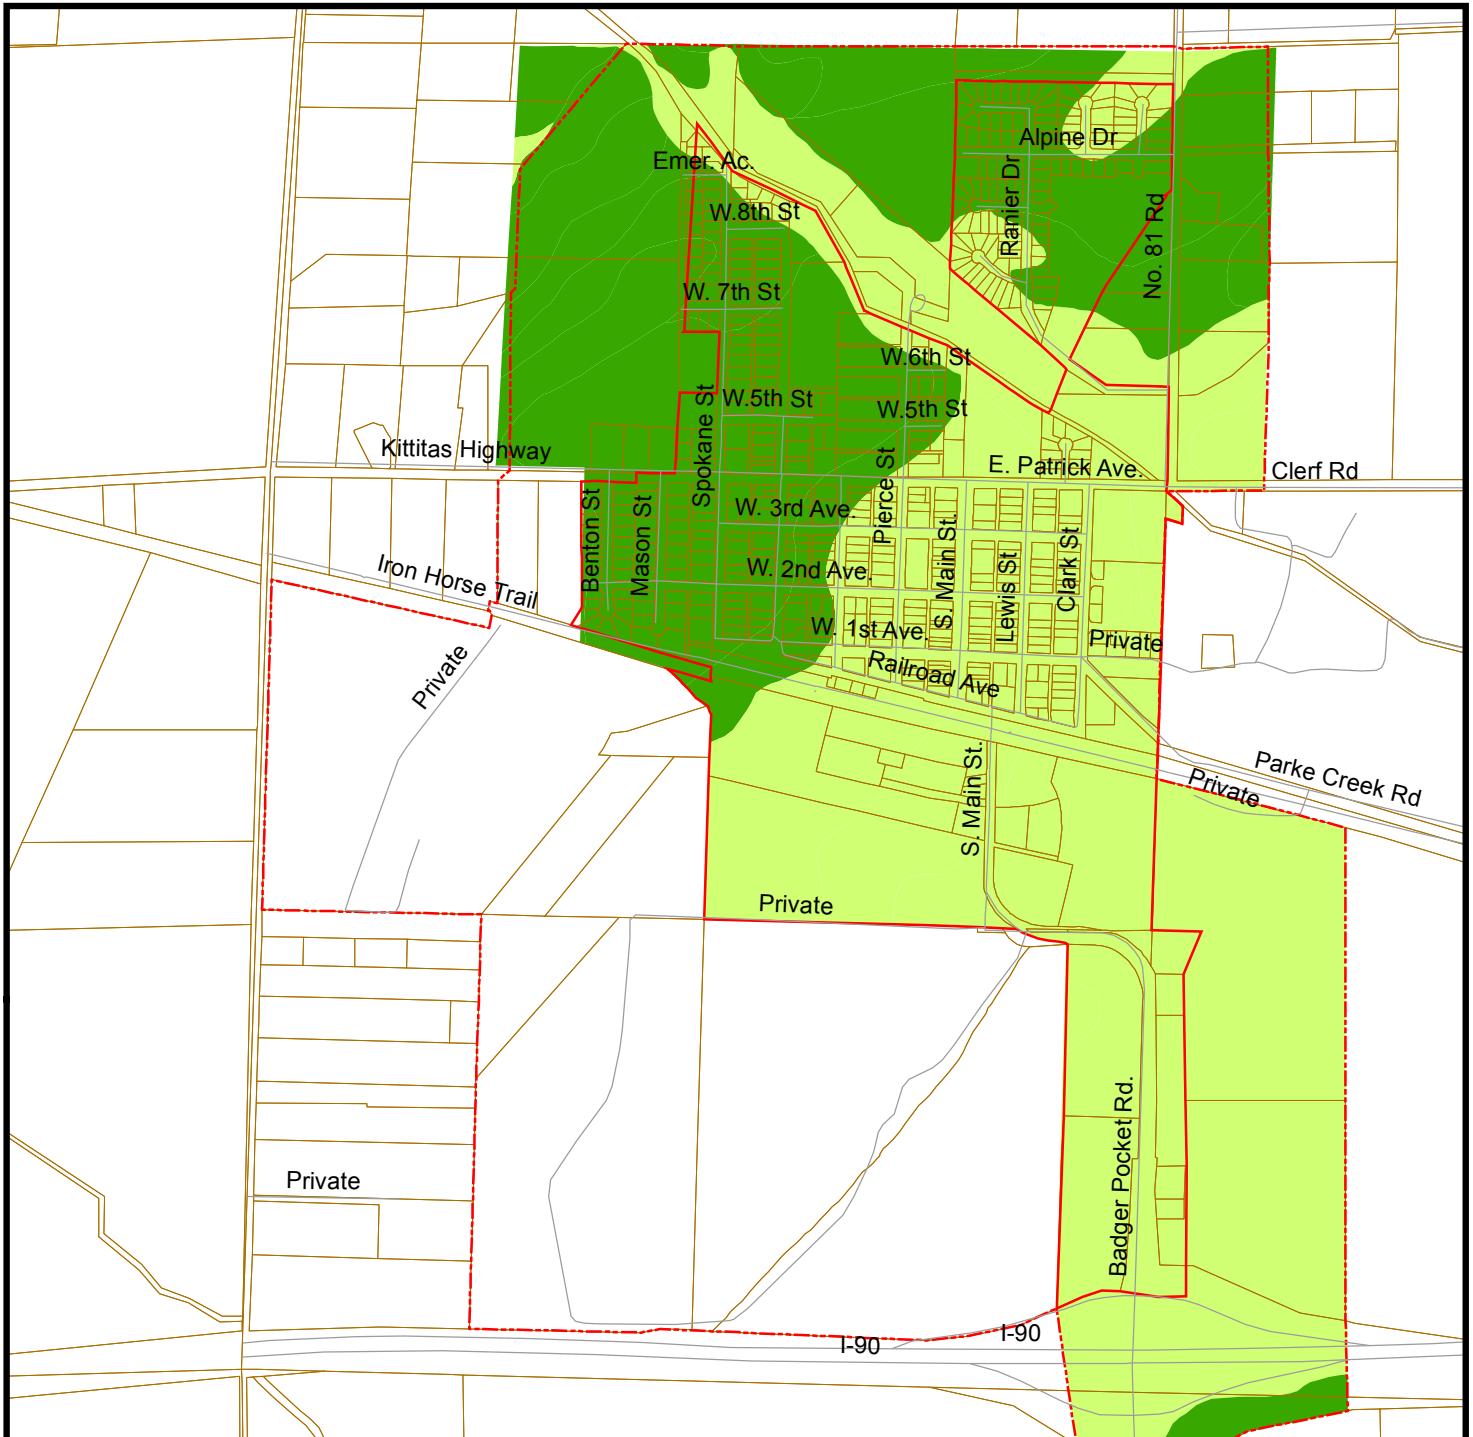 Alpine Dr
Emer. Ac.
Ranier Dr
W.8th St
No. 81 Rd
W. 7th St
W.6th St
W.5th St
W.5th St
Spokane St
Kittitas Highway
Pierce St
E. Patrick Ave.
Clerf Rd
W. 3rd Ave.
Benton St
Mason St
S. Main St.
Lewis St
Clark St
W. 2nd Ave.
Iron Horse Trail
W. 1st Ave.
Private
Private
Railroad Ave
S. Main St.
Parke Creek Rd
Private
Private
Badger Pocket Rd.
Private
I-90
I-90